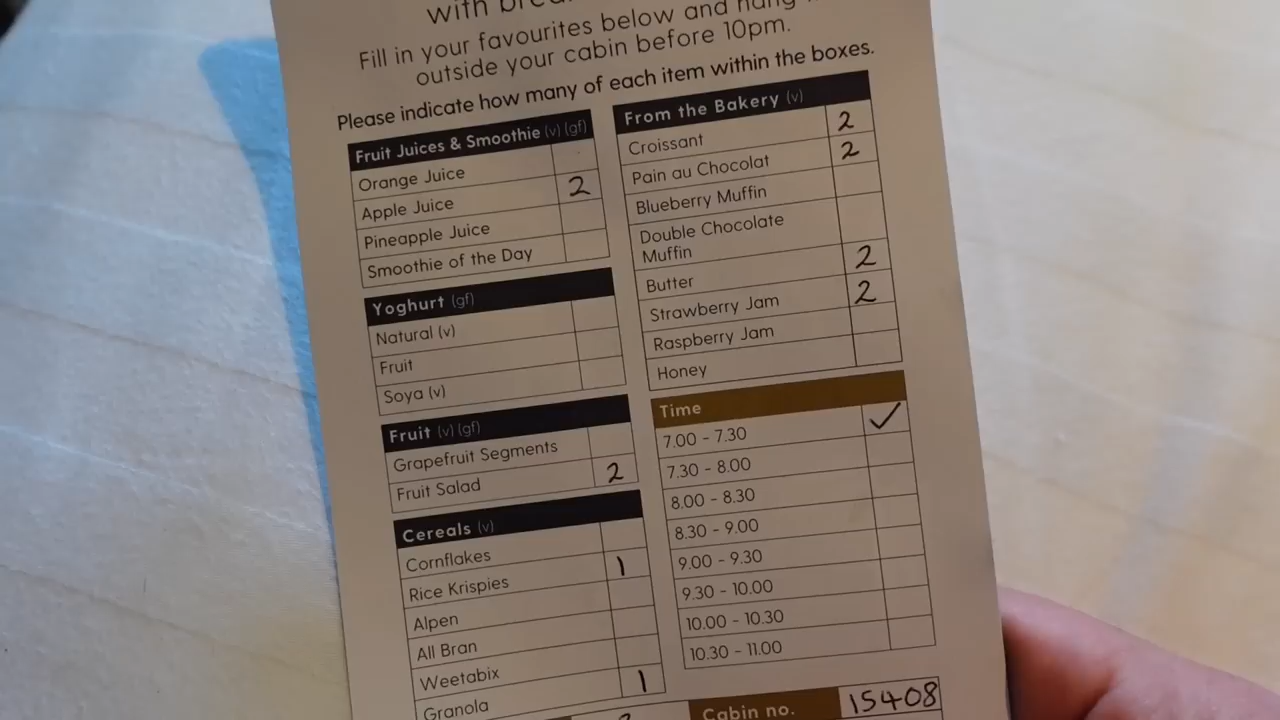 with
Fill in your favourites below and hang
outside your cabin before 10pm.
Please indicate how many of each item within the boxes.
Fruit Juices & Smoothie (v) (gf)
Orange Juice
Apple Juice 2
Pineapple Juice
Smoothie of the Day
Yoghurt (gf)
Natural (v)
Fruit
Soya (v)
Fruit (v) (gf)
Grapefruit Segments
Fruit Salad 2
Cereals (v)
Cornflakes
Rice Krispies 1
Alpen
All Bran
Weetabix
Granola 1
From the Bakery (v)
Croissant 2
Pain au Chocolat 2
Blueberry Muffin
Double Chocolate
Muffin
Butter 2
Strawberry Jam 2
Raspberry Jam
Honey
Time
7.00 - 7.30 ✓
7.30 - 8.00
8.00 - 8.30
8.30 - 9.00
9.00 - 9.30
9.30 - 10.00
10.00 - 10.30
10.30 - 11.00
Cabin no. 15408